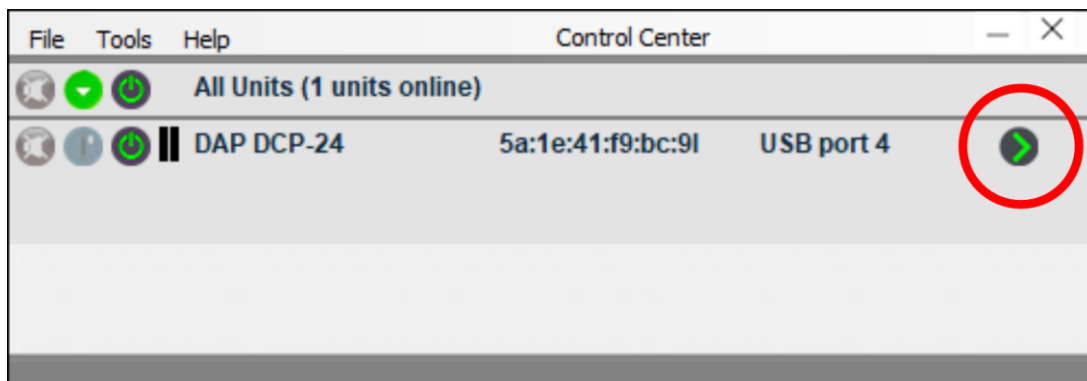 File Tools Help Control Center
All Units (1 units online)
DAP DCP-24 5a:1e:41:f9:bc:9l USB port 4